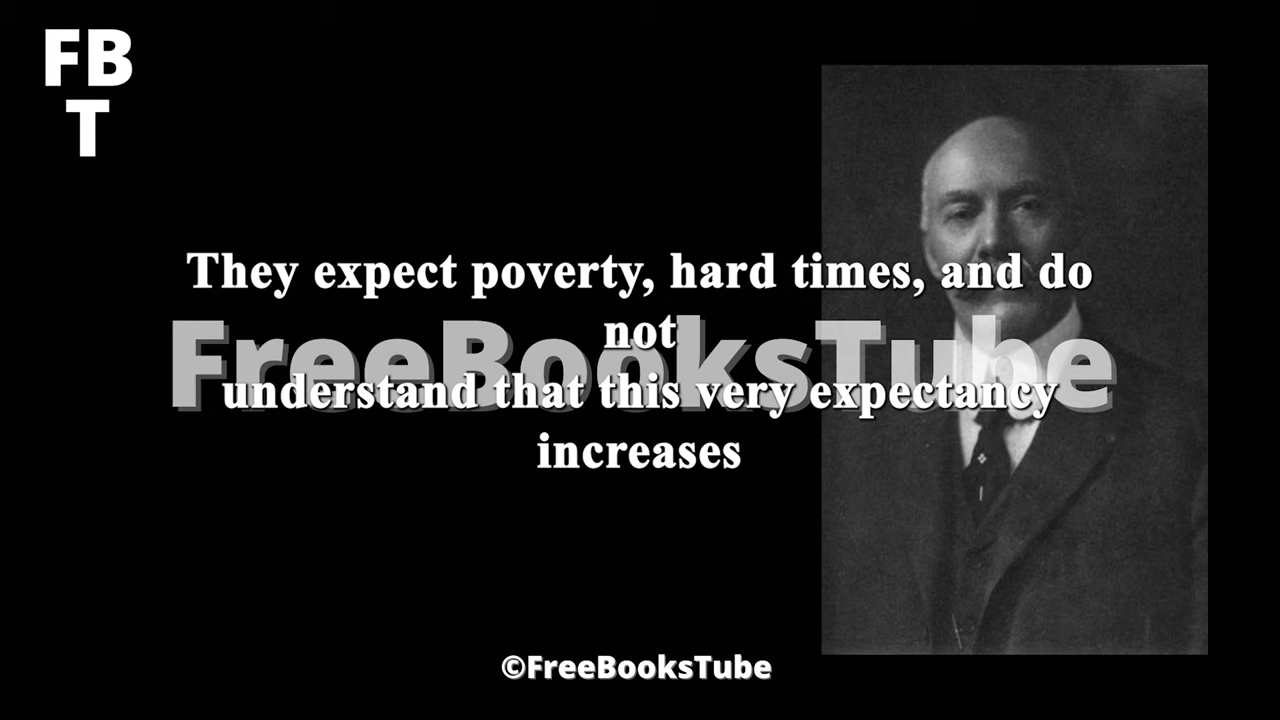 FB
T
They expect poverty, hard times, and do
not
FreeBooksTube
understand that this very expectancy
increases
©FreeBooksTube